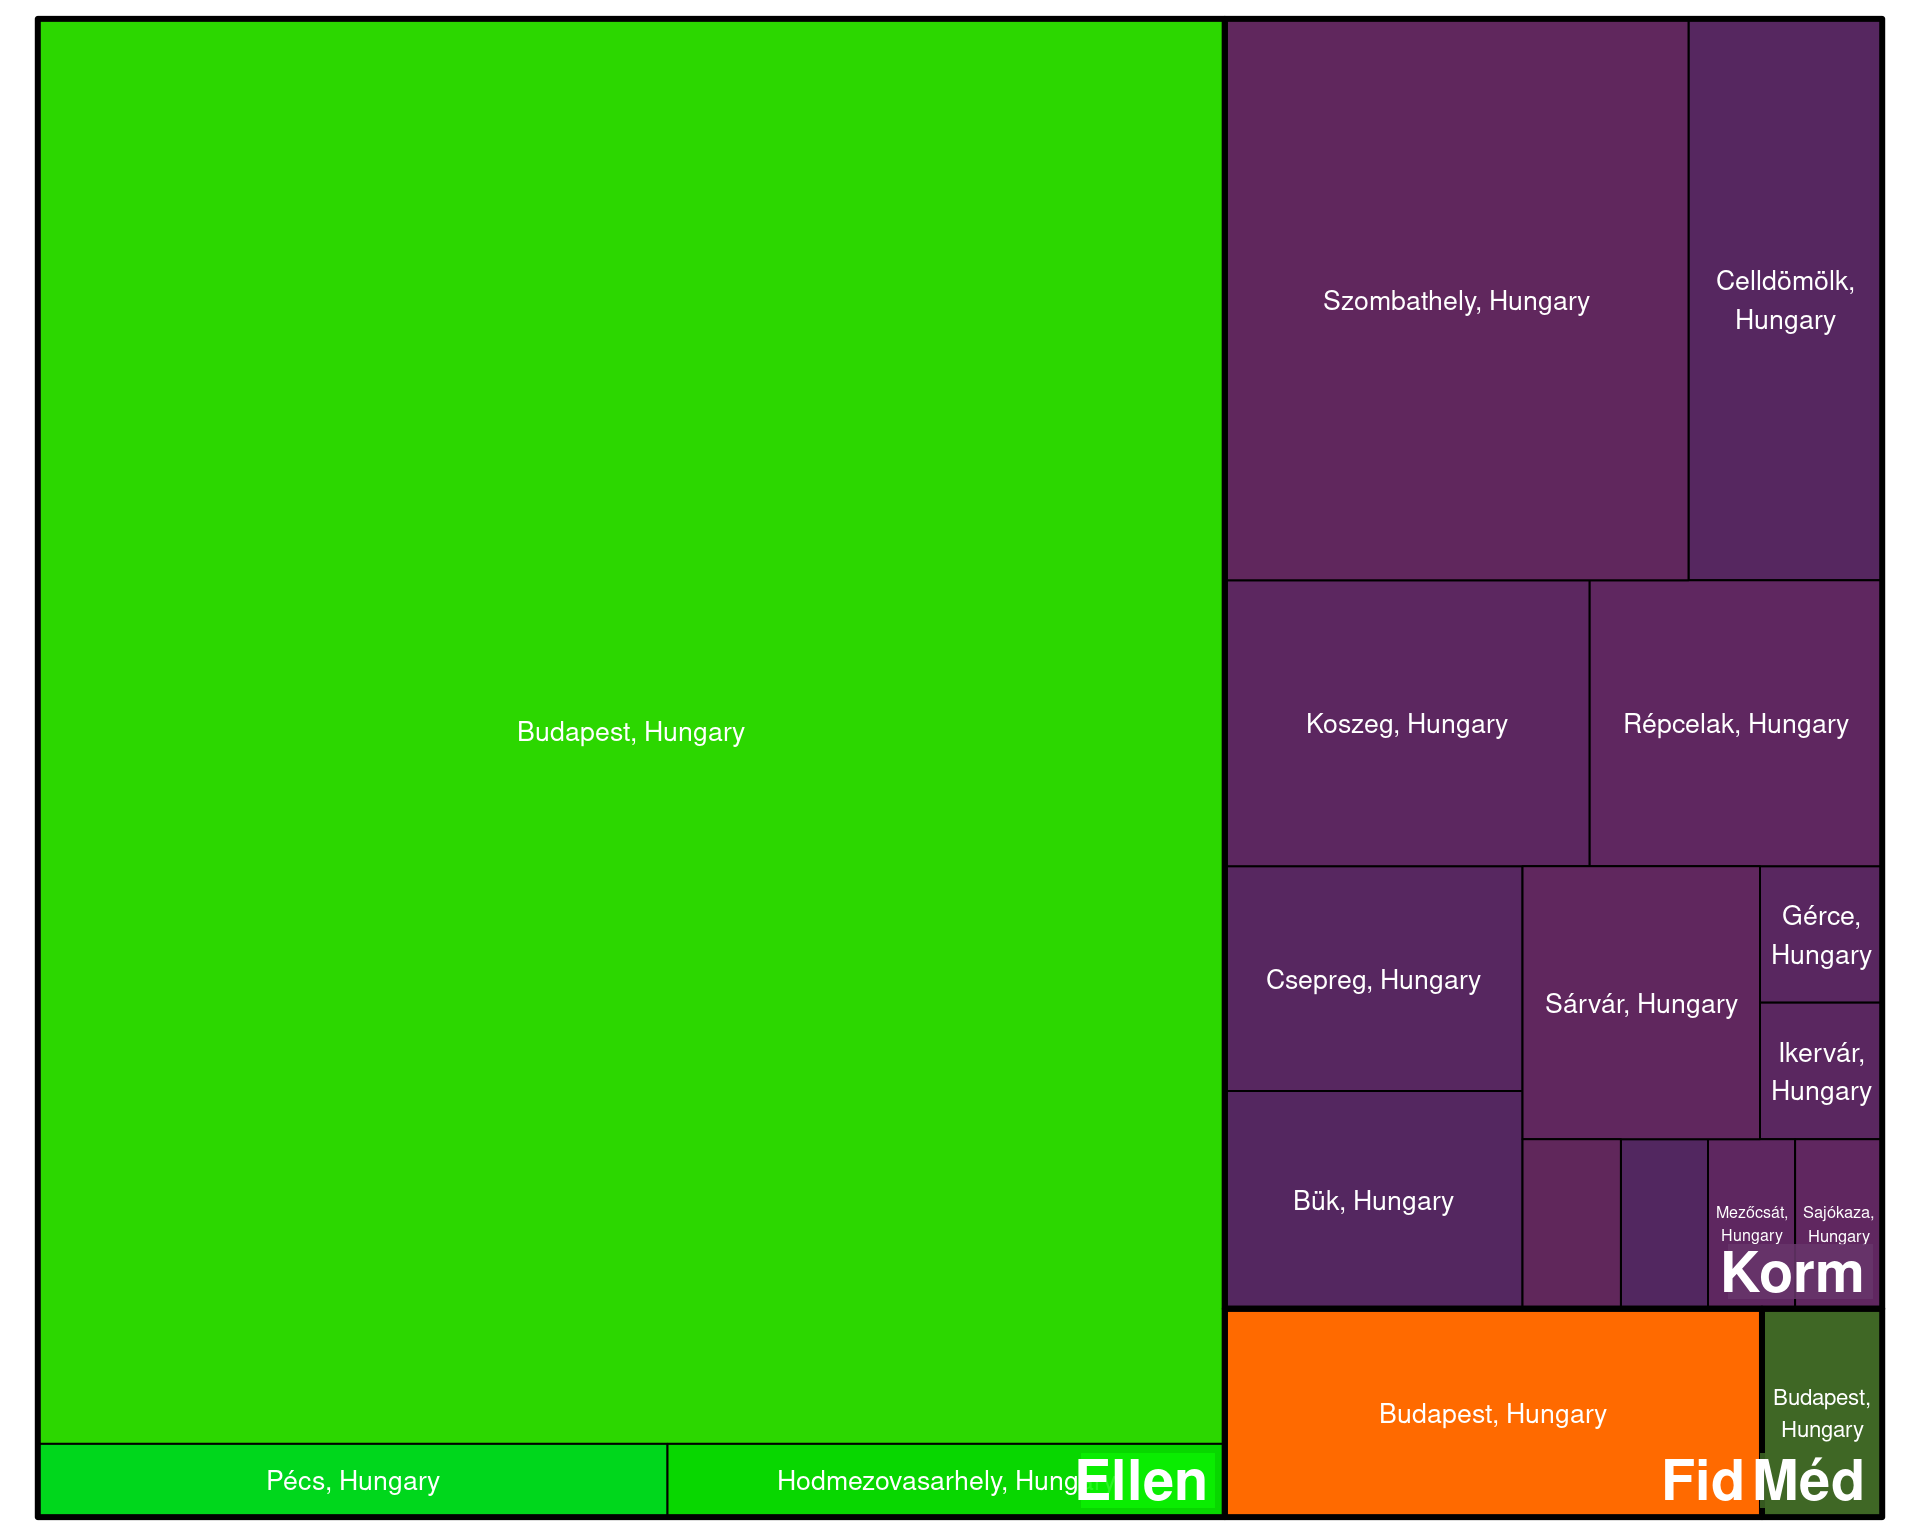 Budapest, Hungary
Pécs, Hungary
Hodmezovasarhely, Hung
Ellen
Szombathely, Hungary
Celldömölk,
Hungary
Koszeg, Hungary
Répcelak, Hungary
Csepreg, Hungary
Sárvár, Hungary
Gérce,
Hungary
Ikervár,
Hungary
Bük, Hungary
Mezőcsát,
Hungary
Sajókaza,
Hungary
Korm
Budapest, Hungary
Fid
Budapest,
Hungary
Méd